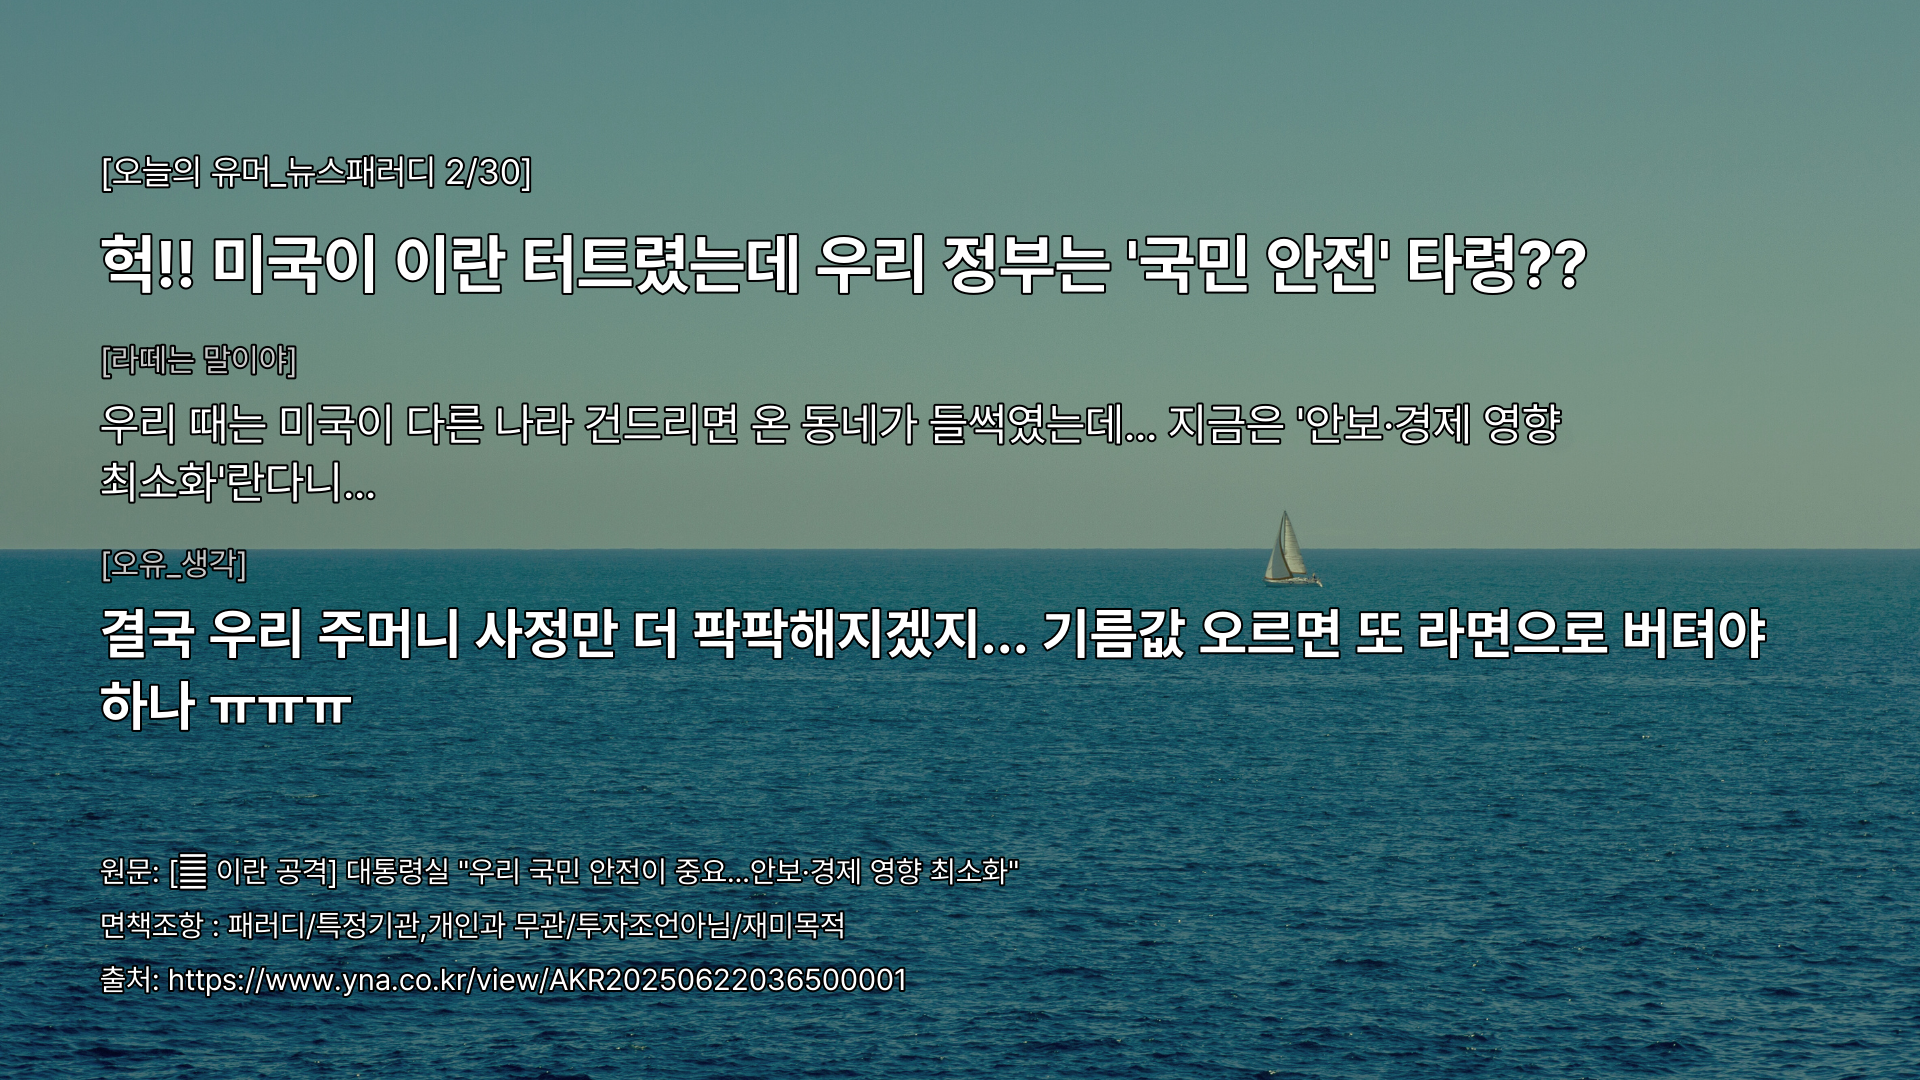 [오늘의 유머_뉴스패러디 2/30]
헉!! 미국이 이란 터트렸는데 우리 정부는 '국민 안전' 타령??
[라떼는 말이야]
우리 때는 미국이 다른 나라 건드리면 온 동네가 들썩였는데... 지금은 '안보·경제 영향
최소화'란다니...
[오유_생각]
결국 우리 주머니 사정만 더 팍팍해지겠지... 기름값 오르면 또 라면으로 버텨야
하나 ㅠㅠㅠ
원문: [ 이란 공격] 대통령실 "우리 국민 안전이 중요...안보·경제 영향 최소화"
면책조항 : 패러디/특정기관,개인과 무관/투자조언아님/재미목적
출처: https://www.yna.co.kr/view/AKR20250622036500001